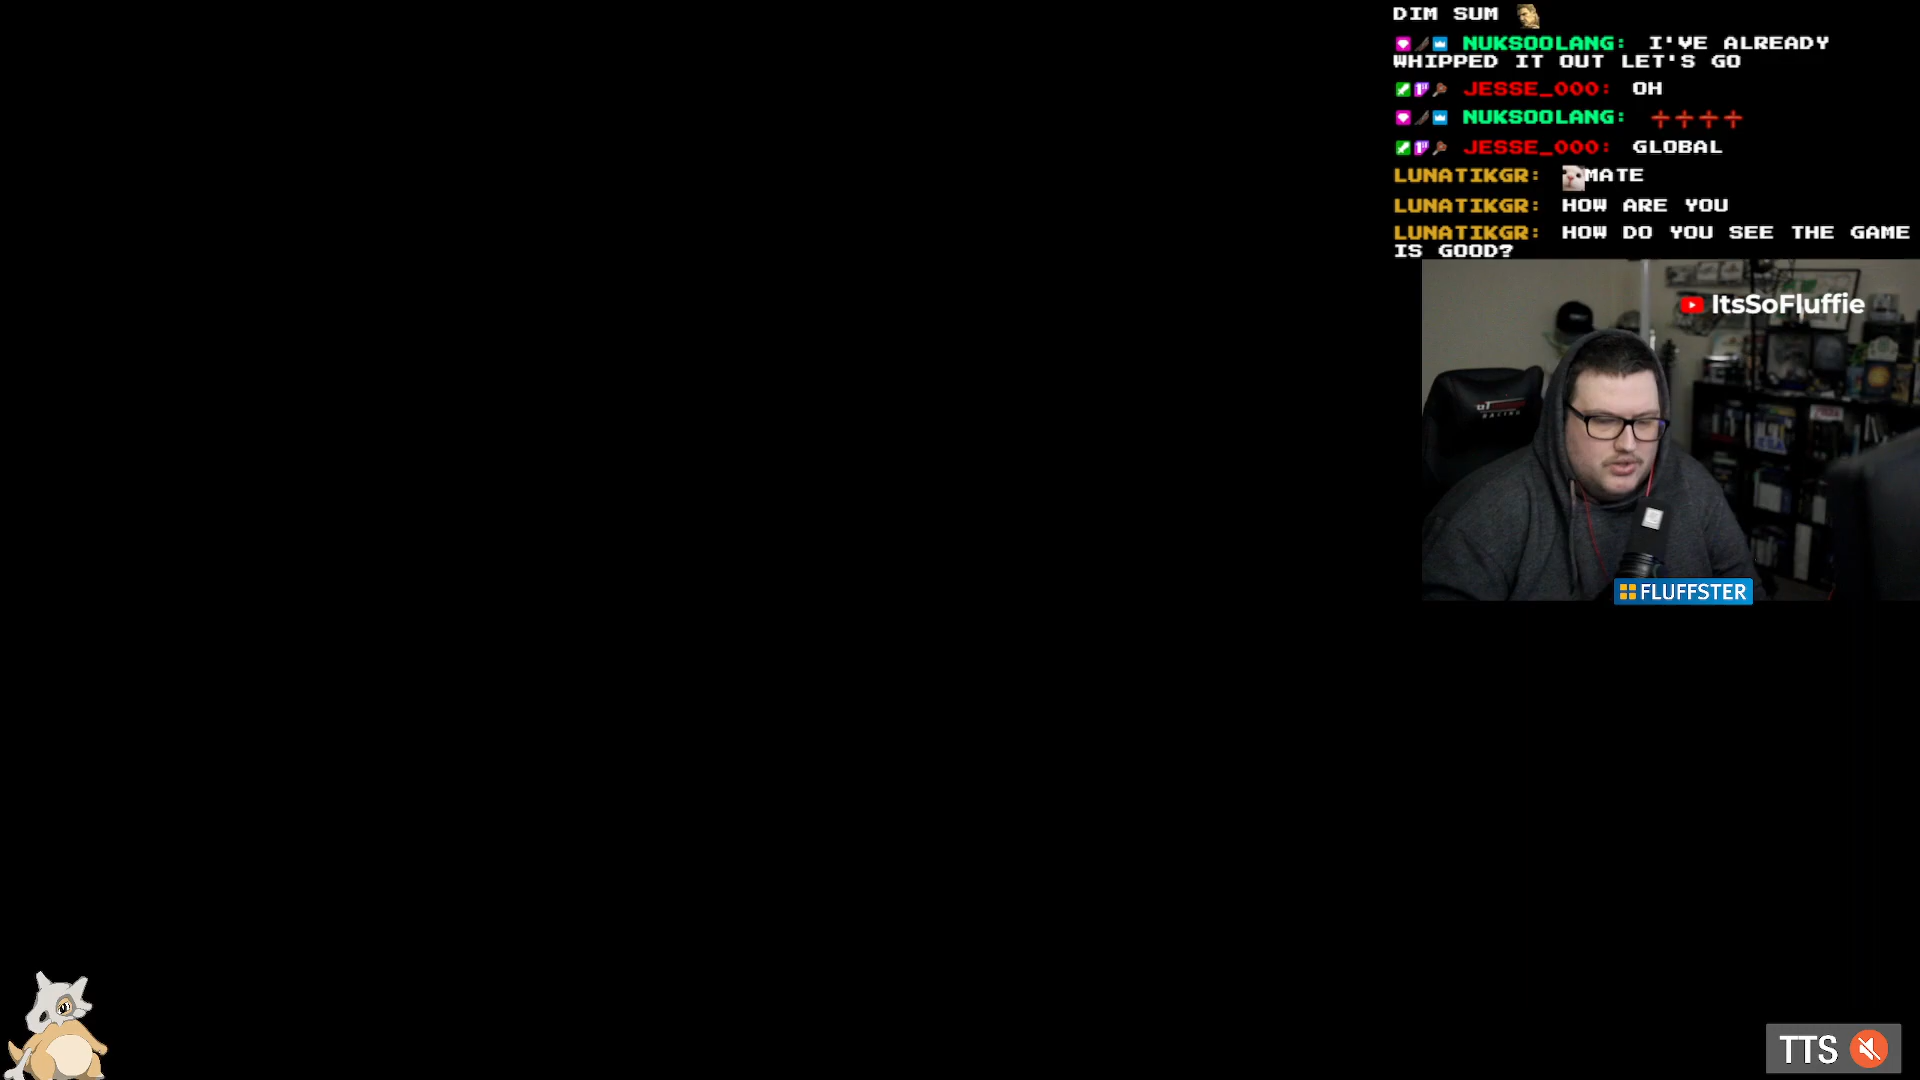 DIM SUM
NUKSOOLANG: I'VE ALREADY
WHIPPED IT OUT LET'S GO
JESSE_000: OH
NUKSOOLANG:
JESSE_000: GLOBAL
LUNATIKGR: MATE
LUNATIKGR: HOW ARE YOU
LUNATIKGR: HOW DO YOU SEE THE GAME
IS GOOD?
ItsSoFluffie
RACING
FLUFFSTER
TTS